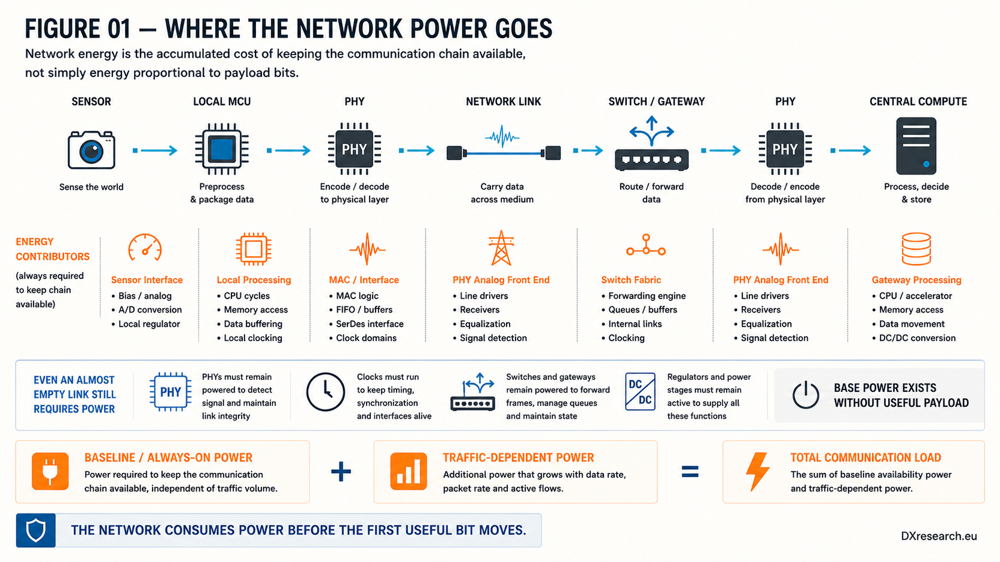 FIGURE 01 — WHERE THE NETWORK POWER GOES
Network energy is the accumulated cost of keeping the communication chain available,
not simply energy proportional to payload bits.
SENSOR
Sense the world
LOCAL MCU
Preprocess
& package data
PHY
PHY
Encode / decode
to physical layer
NETWORK LINK
Carry data
across medium
SWITCH / GATEWAY
Route / forward
data
PHY
PHY
Decode / encode
from physical layer
CENTRAL COMPUTE
Process, decide
& store
ENERGY
CONTRIBUTORS
(always required
to keep chain
available)
Sensor Interface
• Bias / analog
• A/D conversion
• Local regulator
Local Processing
• CPU cycles
• Memory access
• Data buffering
• Local clocking
MAC / Interface
• MAC logic
• FIFO / buffers
• SerDes interface
• Clock domains
PHY Analog Front End
• Line drivers
• Receivers
• Equalization
• Signal detection
Switch Fabric
• Forwarding engine
• Queues / buffers
• Internal links
• Clocking
PHY Analog Front End
• Line drivers
• Receivers
• Equalization
• Signal detection
Gateway Processing
• CPU / accelerator
• Memory access
• Data movement
• DC/DC conversion
EVEN AN ALMOST
EMPTY LINK STILL
REQUIRES POWER
PHY
PHYs must remain
powered to detect
signal and maintain
link integrity
Clocks must run
to keep timing,
synchronization
and interfaces alive
Switches and gateways
remain powered to forward
frames, manage queues
and maintain state
DC
DC
Regulators and power
stages must remain
active to supply all
these functions
BASE POWER EXISTS
WITHOUT USEFUL PAYLOAD
BASELINE / ALWAYS-ON POWER
Power required to keep the communication
chain available, independent of traffic volume.
+
TRAFFIC-DEPENDENT POWER
Additional power that grows with data rate,
packet rate and active flows.
=
TOTAL COMMUNICATION LOAD
The sum of baseline availability power
and traffic-dependent power.
THE NETWORK CONSUMES POWER BEFORE THE FIRST USEFUL BIT MOVES.
DXresearch.eu